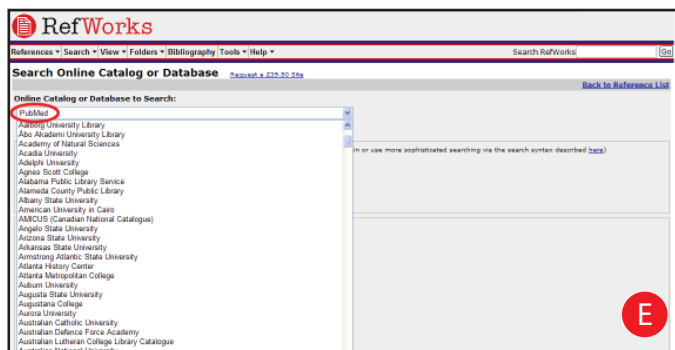 RefWorks
References Search View Folders Bibliography Tools Help Search RefWorks Go
Search Online Catalog or Database Request a Z39.50 Site
Back to Reference List
Online Catalog or Database to Search:
PubMed
Aalborg University Library
Åbo Akademi University Library
Academy of Natural Sciences
Acadia University
Adelphi University
in or use more sophisticated searching via the search syntax described here)
Agnes Scott College
Alabama Public Library Service
Alameda County Public Library
Albany State University
American University in Cairo
AMICUS (Canadian National Catalogue)
Angelo State University
Arizona State University
Arkansas State University
Armstrong Atlantic State University
Atlanta History Center
Atlanta Metropolitan College
Auburn University
Augusta State University
Augustana College
Aurora University
Australian Catholic University
Australian Defence Force Academy
Australian Lutheran College Library Catalogue
Australian National University
E